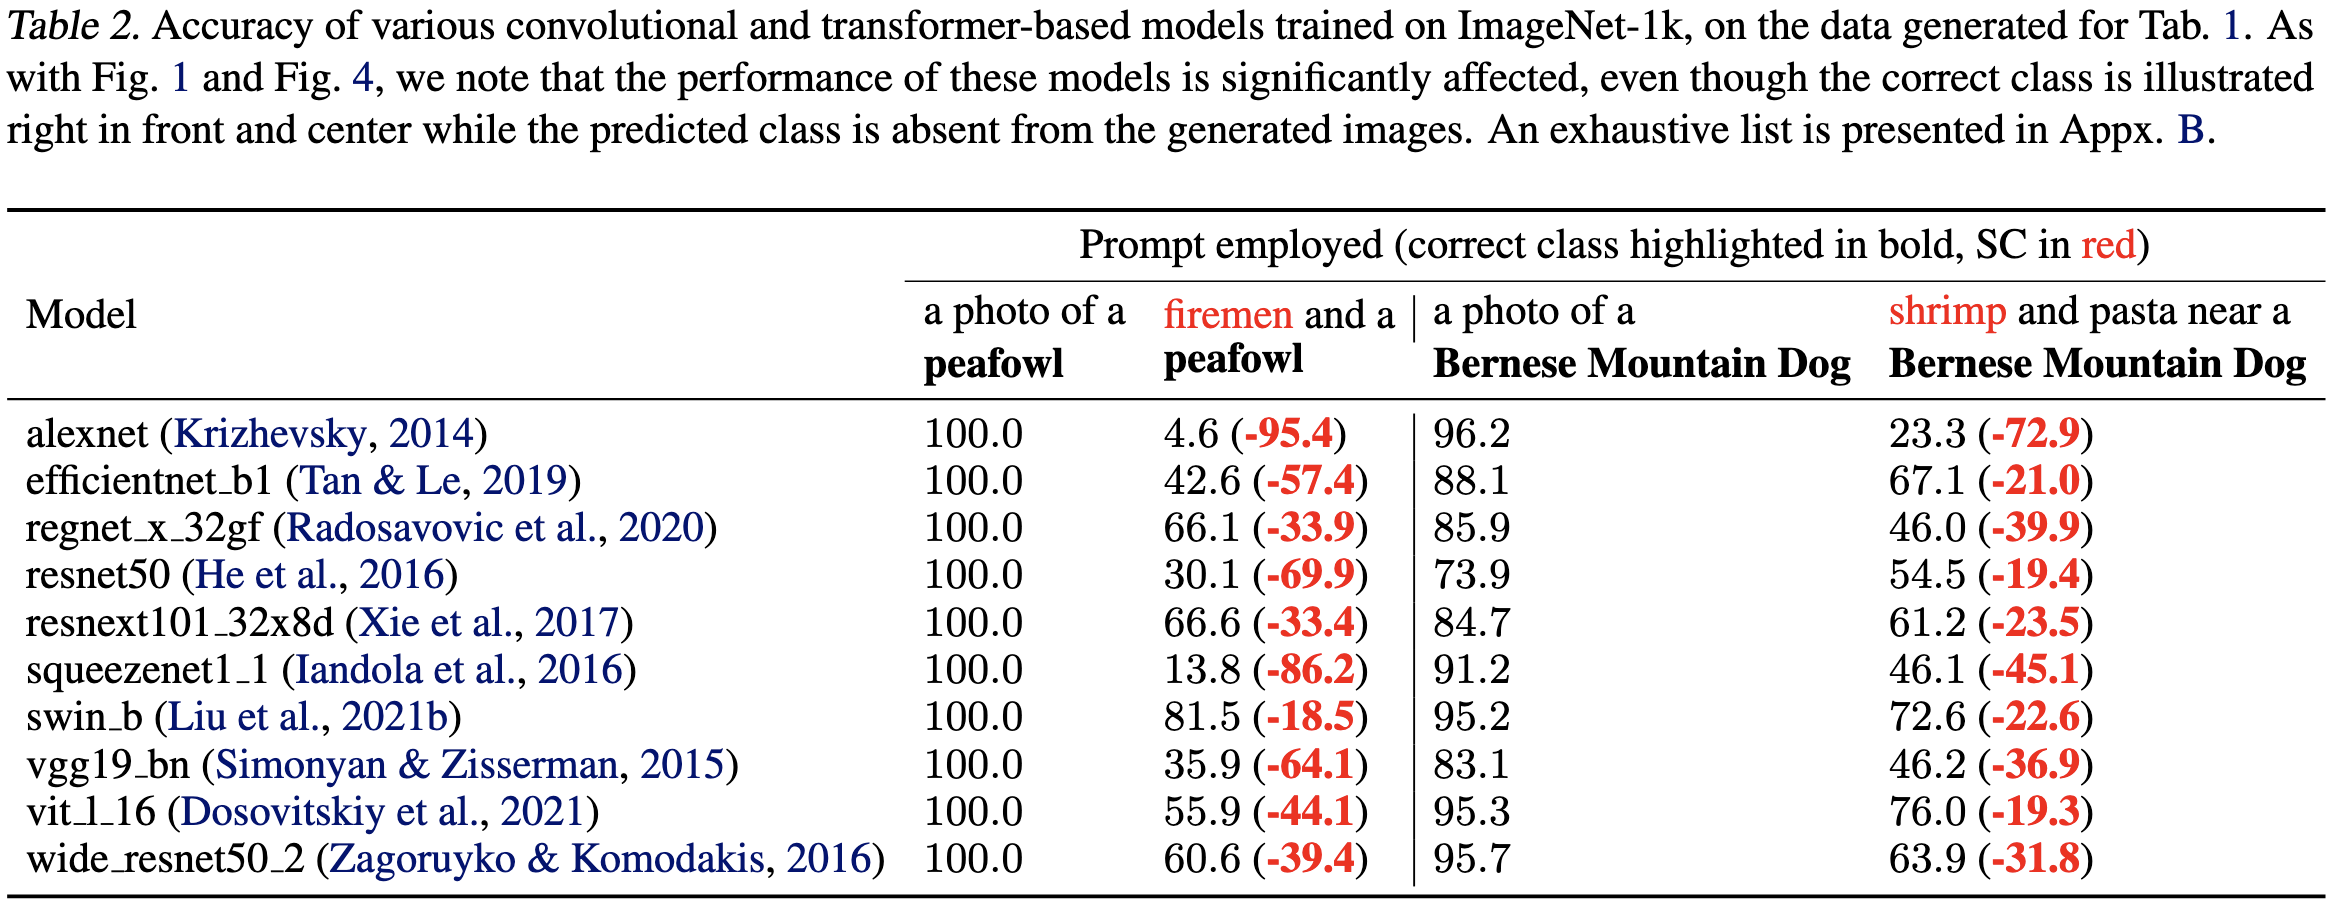 Table 2. Accuracy of various convolutional and transformer-based models trained on ImageNet-1k, on the data generated for Tab. 1. As
with Fig. 1 and Fig. 4, we note that the performance of these models is significantly affected, even though the correct class is illustrated
right in front and center while the predicted class is absent from the generated images. An exhaustive list is presented in Appx. B.
Prompt employed (correct class highlighted in bold, SC in red)
Model
a photo of a
peafowl
firemen and a
peafowl
a photo of a
Bernese Mountain Dog
shrimp and pasta near a
Bernese Mountain Dog
alexnet (Krizhevsky, 2014) 100.0 4.6 (-95.4) 96.2 23.3 (-72.9)
efficientnet_b1 (Tan & Le, 2019) 100.0 42.6 (-57.4) 88.1 67.1 (-21.0)
regnet_x_32gf (Radosavovic et al., 2020) 100.0 66.1 (-33.9) 85.9 46.0 (-39.9)
resnet50 (He et al., 2016) 100.0 30.1 (-69.9) 73.9 54.5 (-19.4)
resnext101_32x8d (Xie et al., 2017) 100.0 66.6 (-33.4) 84.7 61.2 (-23.5)
squeezenet1_1 (Iandola et al., 2016) 100.0 13.8 (-86.2) 91.2 46.1 (-45.1)
swin_b (Liu et al., 2021b) 100.0 81.5 (-18.5) 95.2 72.6 (-22.6)
vgg19_bn (Simonyan & Zisserman, 2015) 100.0 35.9 (-64.1) 83.1 46.2 (-36.9)
vit_l_16 (Dosovitskiy et al., 2021) 100.0 55.9 (-44.1) 95.3 76.0 (-19.3)
wide_resnet50_2 (Zagoruyko & Komodakis, 2016) 100.0 60.6 (-39.4) 95.7 63.9 (-31.8)